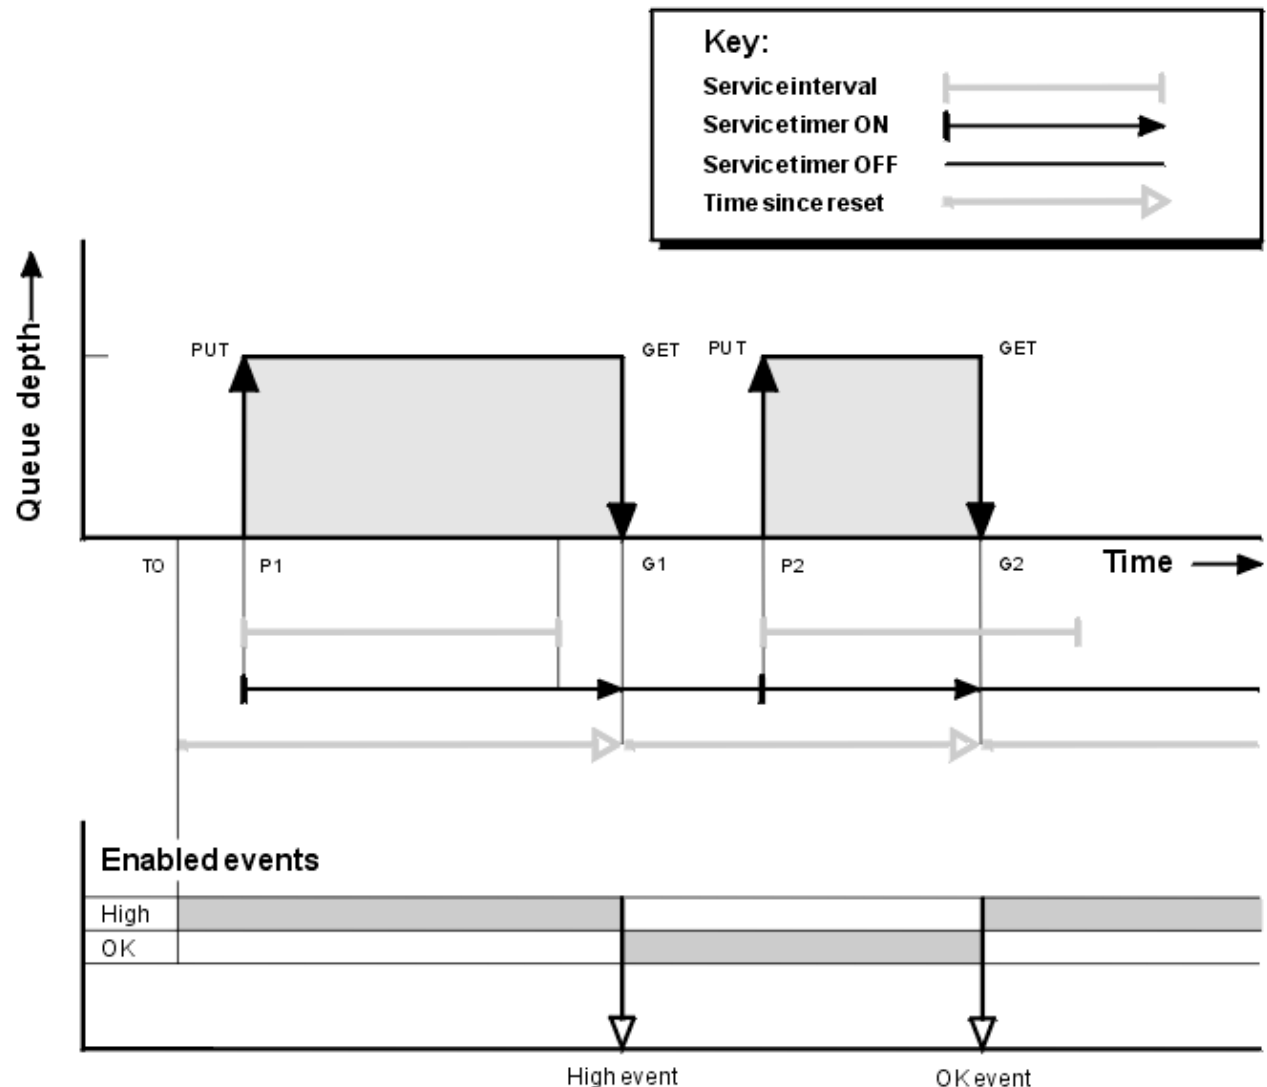 Key:
Service interval
Service timer ON
Service timer OFF
Time since reset
Queue depth
PUT
GET
PUT
GET
T0
P1
G1
P2
G2
Time
Enabled events
High
OK
High event
OK event